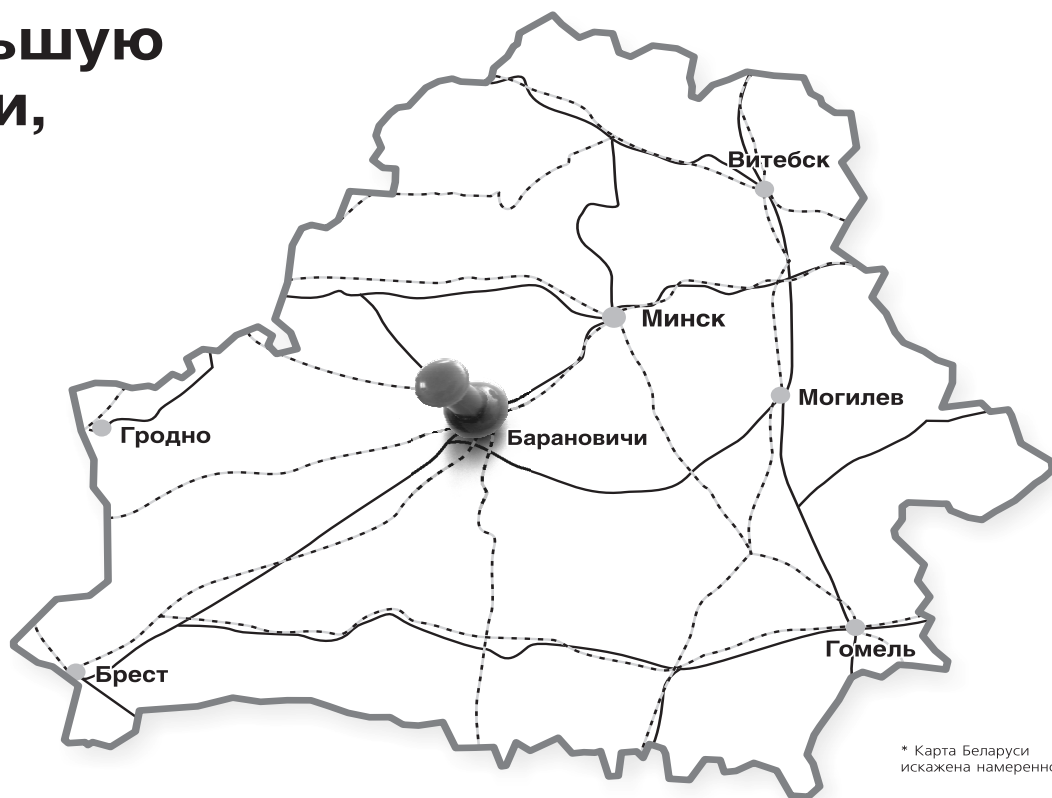 ьшую
и,
Витебск
Минск
Могилев
Гродно
Барановичи
Гомель
Брест
* Карта Беларуси
искажена намеренно